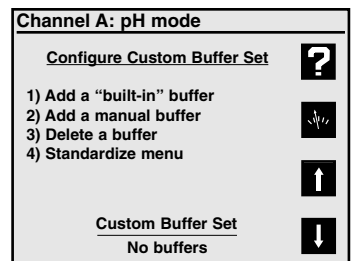 Channel A: pH mode
Configure Custom Buffer Set
?
1) Add a “built-in” buffer
2) Add a manual buffer
3) Delete a buffer
4) Standardize menu
Custom Buffer Set
No buffers